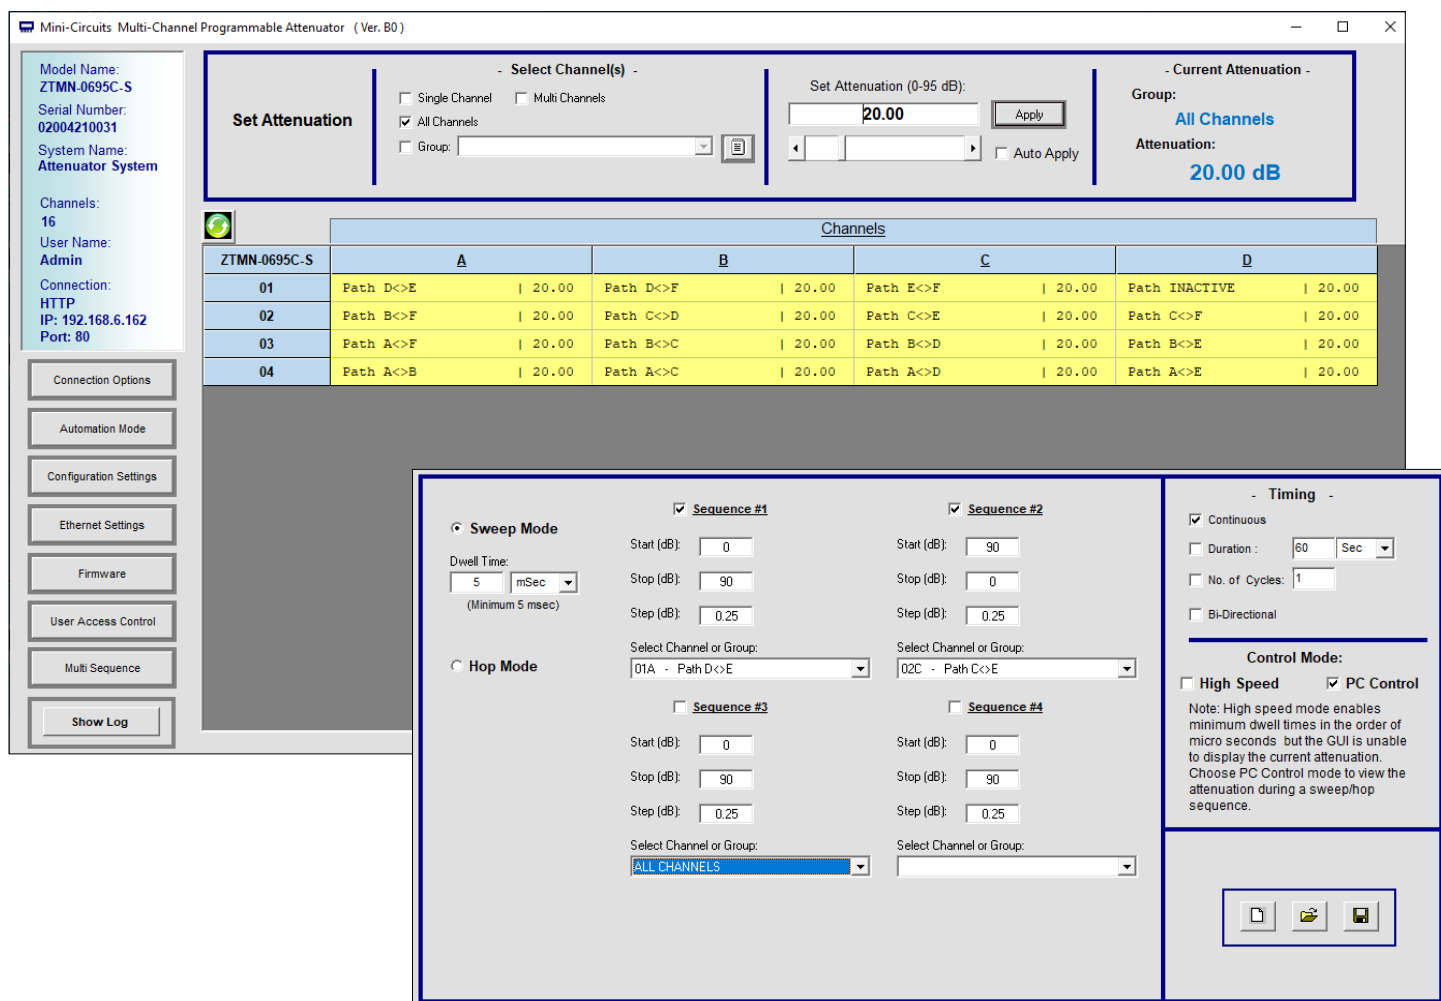 Mini-Circuits Multi-Channel Programmable Attenuator ( Ver. B0 )
Model Name:
ZTMN-0695C-S
Serial Number:
02004210031
System Name:
Attenuator System
Channels:
16
User Name:
Admin
Connection:
HTTP
IP: 192.168.6.162
Port: 80
Connection Options
Automation Mode
Configuration Settings
Ethernet Settings
Firmware
User Access Control
Multi Sequence
Show Log
Set Attenuation
- Select Channel(s) -
Single Channel Multi Channels
All Channels
Group:
Set Attenuation (0-95 dB):
20.00 Apply
Auto Apply
- Current Attenuation -
Group:
All Channels
Attenuation:
20.00 dB
Channels
ZTMN-0695C-S A B C D
01 Path D<>E | 20.00 Path D<>F | 20.00 Path E<>F | 20.00 Path INACTIVE | 20.00
02 Path B<>F | 20.00 Path C<>D | 20.00 Path C<>E | 20.00 Path C<>F | 20.00
03 Path A<>F | 20.00 Path B<>C | 20.00 Path B<>D | 20.00 Path B<>E | 20.00
04 Path A<>B | 20.00 Path A<>C | 20.00 Path A<>D | 20.00 Path A<>E | 20.00
Sweep Mode
Dwell Time:
5 mSec
(Minimum 5 msec)
Hop Mode
Sequence #1
Start (dB): 0
Stop (dB): 90
Step (dB): 0.25
Select Channel or Group:
01A - Path D<>E
Sequence #2
Start (dB): 90
Stop (dB): 0
Step (dB): 0.25
Select Channel or Group:
02C - Path C<>E
Sequence #3
Start (dB): 0
Stop (dB): 90
Step (dB): 0.25
Select Channel or Group:
ALL CHANNELS
Sequence #4
Start (dB): 0
Stop (dB): 90
Step (dB): 0.25
Select Channel or Group:
- Timing -
Continuous
Duration : 60 Sec
No. of Cycles: 1
Bi-Directional
Control Mode:
High Speed PC Control
Note: High speed mode enables
minimum dwell times in the order of
micro seconds but the GUI is unable
to display the current attenuation.
Choose PC Control mode to view the
attenuation during a sweep/hop
sequence.